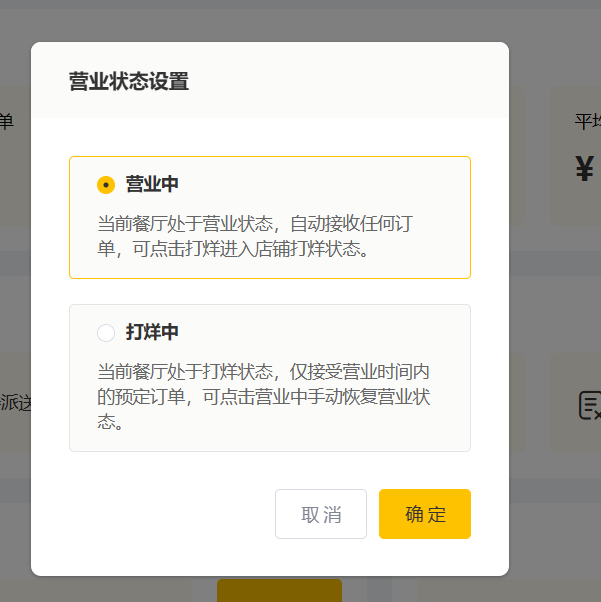 营业状态设置
单
平均
¥
营业中
当前餐厅处于营业状态，自动接收任何订
单，可点击打烊进入店铺打烊状态。
打烊中
当前餐厅处于打烊状态，仅接受营业时间内
的预定订单，可点击营业中手动恢复营业状
态。
派送
取消
确定